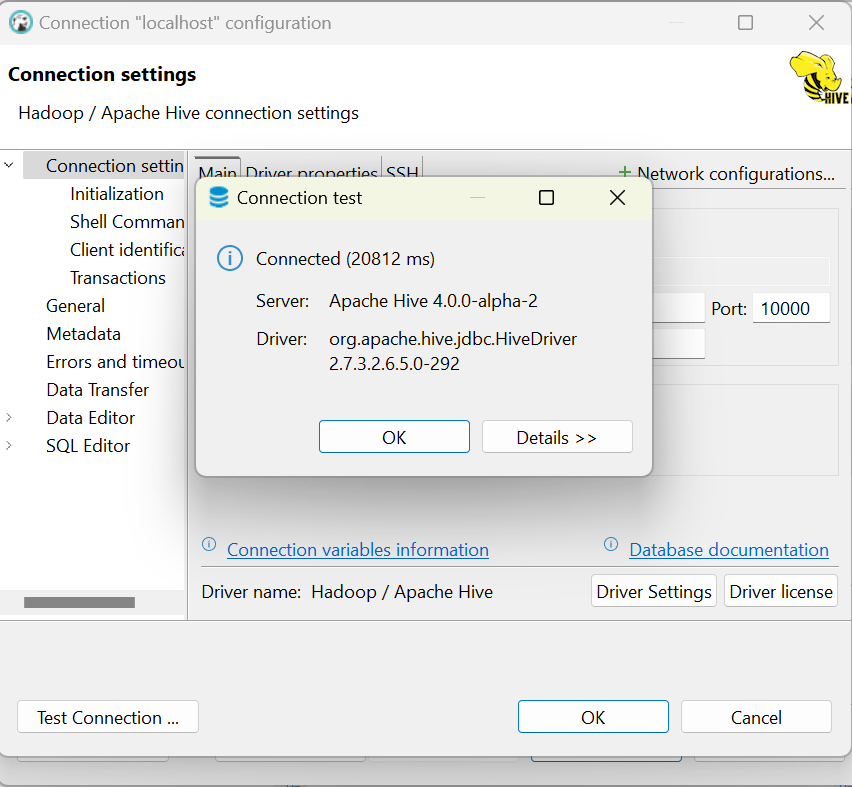 Connection "localhost" configuration
Connection settings
Hadoop / Apache Hive connection settings
HIVE
Connection settin
Initialization
Shell Comman
Client identifica
Transactions
General
Metadata
Errors and timeou
Data Transfer
Data Editor
SQL Editor
Main Driver properties SSH
Network configurations...
Connection test
Connected (20812 ms)
Server: Apache Hive 4.0.0-alpha-2
Driver: org.apache.hive.jdbc.HiveDriver
2.7.3.2.6.5.0-292
OK Details >>
Port: 10000
Connection variables information Database documentation
Driver name: Hadoop / Apache Hive Driver Settings Driver license
Test Connection ... OK Cancel